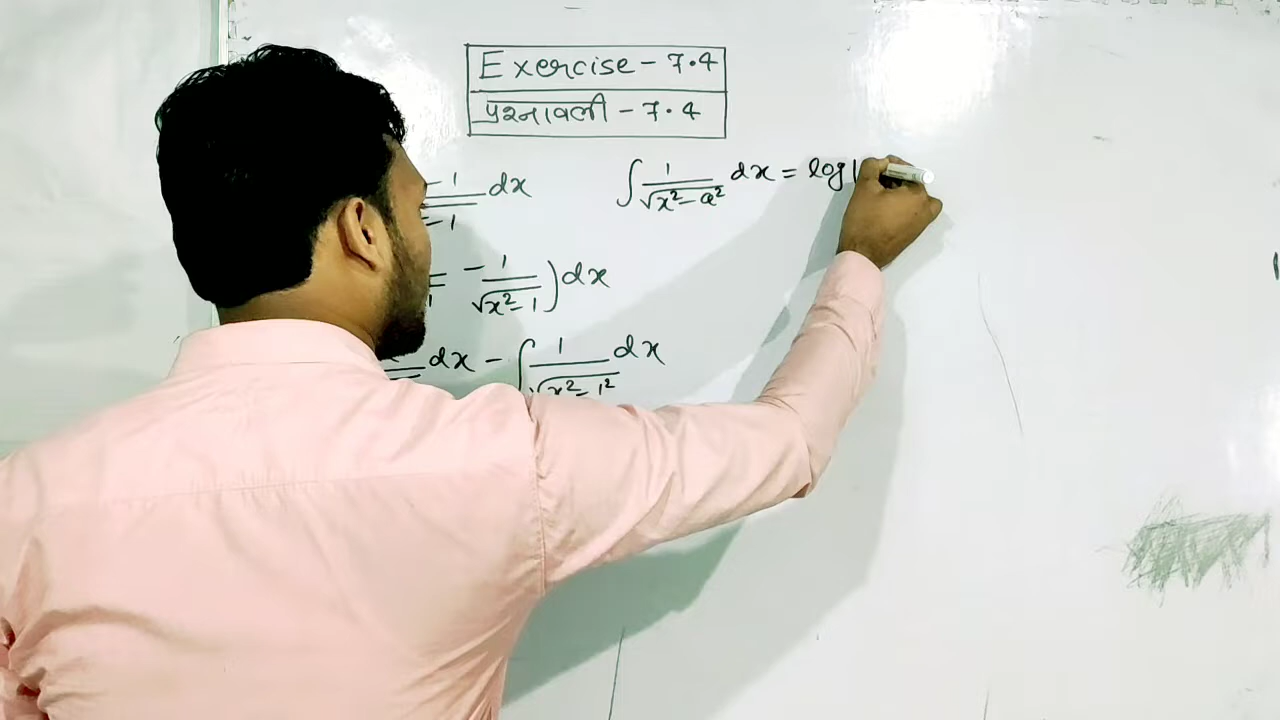 Exercise - 7.4
प्रश्नावली - 7.4
-1/-1 dx ∫ 1/√x²-a² dx = log |
- 1/√x²-1 ) dx
dx - ∫ 1/√x²-1² dx